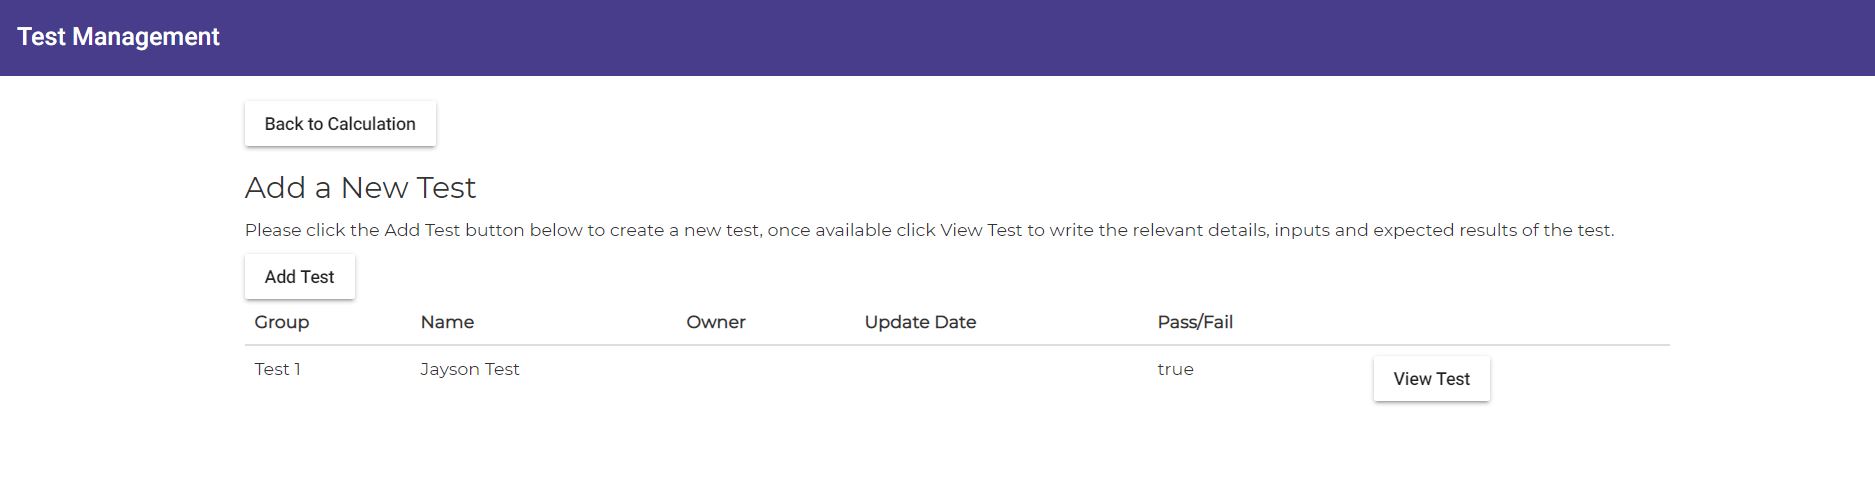 Test Management
Back to Calculation
Add a New Test
Please click the Add Test button below to create a new test, once available click View Test to write the relevant details, inputs and expected results of the test.
Add Test
Group Name Owner Update Date Pass/Fail
Test 1 Jayson Test true View Test